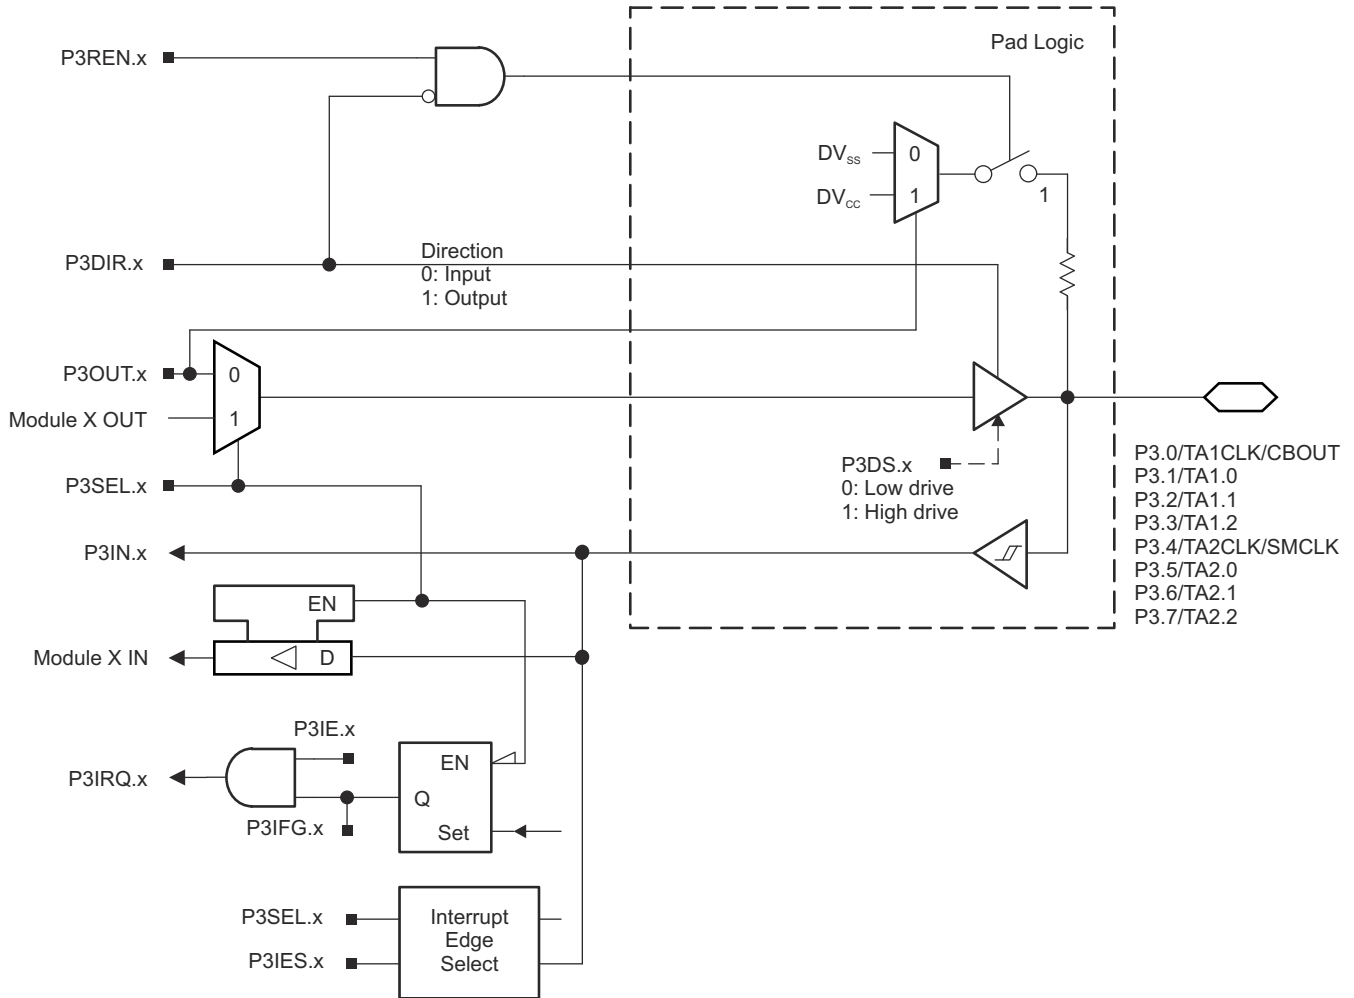 Pad Logic
P3REN.x
DVSS
0
DVCC
1
1
P3DIR.x
Direction
0: Input
1: Output
P3OUT.x
0
Module X OUT
1
P3SEL.x
P3DS.x
0: Low drive
1: High drive
P3.0/TA1CLK/CBOUT
P3.1/TA1.0
P3.2/TA1.1
P3.3/TA1.2
P3.4/TA2CLK/SMCLK
P3.5/TA2.0
P3.6/TA2.1
P3.7/TA2.2
P3IN.x
EN
Module X IN
D
P3IE.x
P3IRQ.x
EN
Q
P3IFG.x
Set
P3SEL.x
P3IES.x
Interrupt
Edge
Select